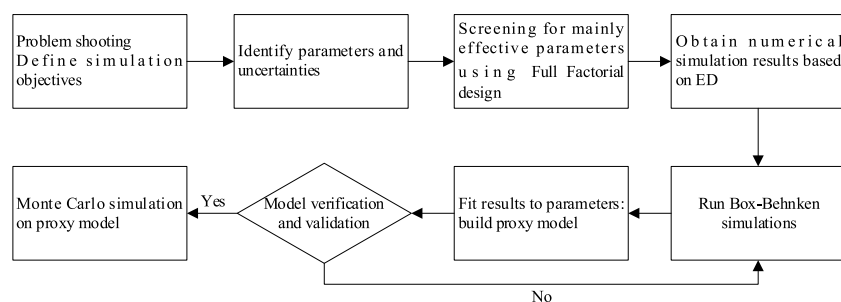 Problem shooting
Define simulation
objectives
Identify parameters and
uncertainties
Screening for mainly
effective parameters
using Full Factorial
design
Obtain numerical
simulation results based
on ED
Run Box-Behnken
simulations
Fit results to parameters:
build proxy model
Model verification
and validation
Yes
Monte Carlo simulation
on proxy model
No